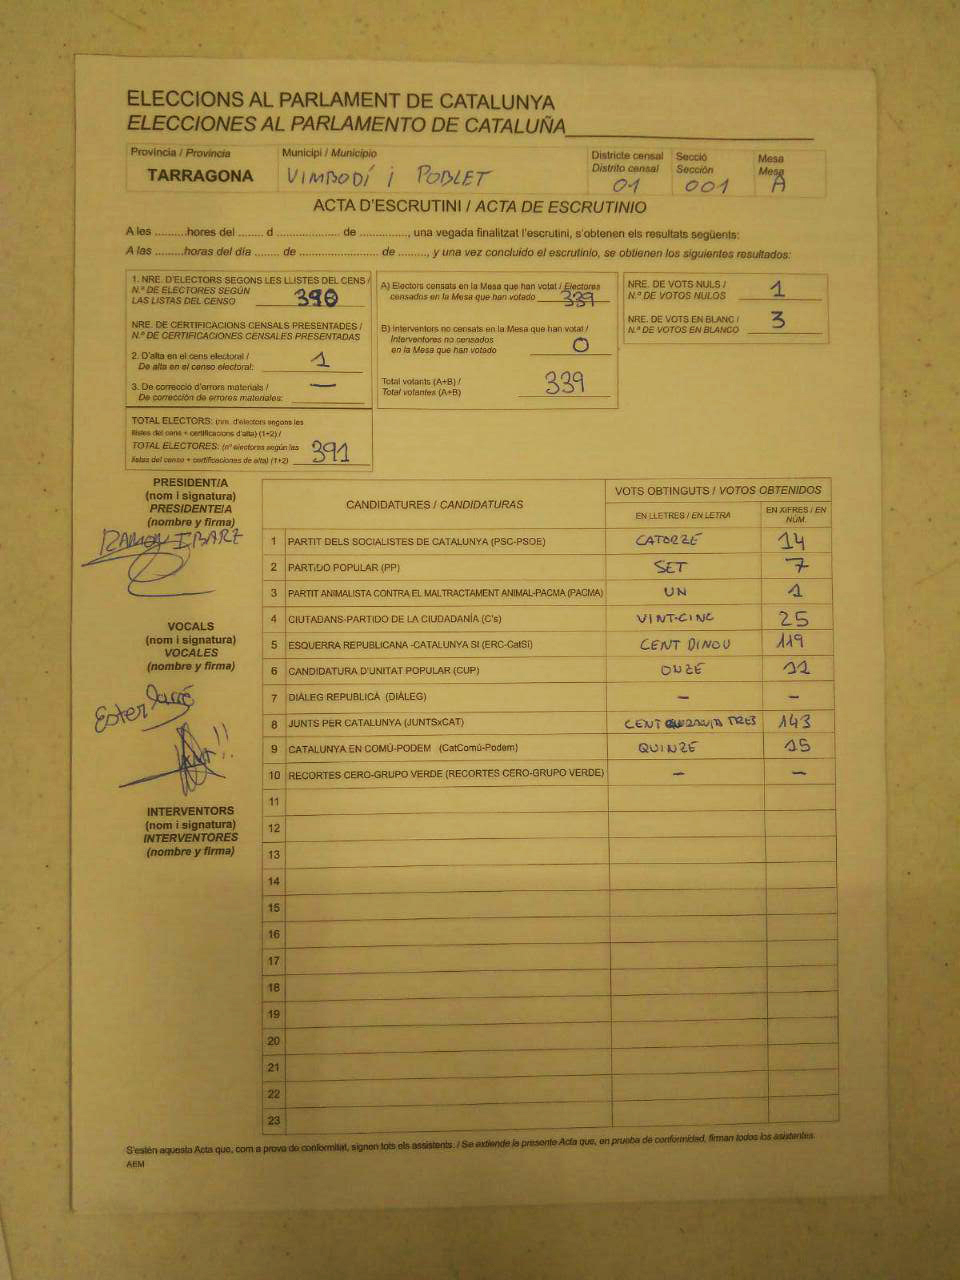 ELECCIONS AL PARLAMENT DE CATALUNYA
ELECCIONES AL PARLAMENTO DE CATALUÑA
Província / Provincia
TARRAGONA
Municipi / Municipio
VIMBODÍ i POBLET
Districte censal
Distrito censal
01
Secció
Sección
001
Mesa
Mesa
A
ACTA D'ESCRUTINI / ACTA DE ESCRUTINIO
A les ..........hores del ........ d .................... de ..............., una vegada finalitzat l'escrutini, s'obtenen els resultats següents:
A las ..........horas del día ........ de ........................ de ........, y una vez concluido el escrutinio, se obtienen los siguientes resultados:
1. NRE. D'ELECTORS SEGONS LES LLISTES DEL CENS /
N.º DE ELECTORES SEGÚN
LAS LISTAS DEL CENSO 390
NRE. DE CERTIFICACIONS CENSALS PRESENTADES /
N.º DE CERTIFICACIONES CENSALES PRESENTADAS
2. D'alta en el cens electoral /
De alta en el censo electoral: 1
3. De correcció d'errors materials /
De corrección de errores materiales: —
TOTAL ELECTORS: (nre. d'electors segons les
llistes del cens + certificacions d'alta) (1+2) /
TOTAL ELECTORES: (nº electores según las
listas del censo + certificaciones de alta) (1+2) 391
A) Electors censats en la Mesa que han votat / Electores
censados en la Mesa que han votado 339
B) Interventors no censats en la Mesa que han votat /
Interventores no censados
en la Mesa que han votado 0
Total votants (A+B) /
Total votantes (A+B) 339
NRE. DE VOTS NULS /
N.º DE VOTOS NULOS 1
NRE. DE VOTS EN BLANC /
N.º DE VOTOS EN BLANCO 3
PRESIDENT/A
(nom i signatura)
PRESIDENTE/A
(nombre y firma)
RAMON IBARZ
VOCALS
(nom i signatura)
VOCALES
(nombre y firma)
Ester
INTERVENTORS
(nom i signatura)
INTERVENTORES
(nombre y firma)
CANDIDATURES / CANDIDATURAS
VOTS OBTINGUTS / VOTOS OBTENIDOS
EN LLETRES / EN LETRA
EN XIFRES / EN NÚM.
1 PARTIT DELS SOCIALISTES DE CATALUNYA (PSC-PSOE) CATORZE 14
2 PARTIDO POPULAR (PP) SET 7
3 PARTIT ANIMALISTA CONTRA EL MALTRACTAMENT ANIMAL-PACMA (PACMA) UN 1
4 CIUTADANS-PARTIDO DE LA CIUDADANÍA (C's) VINT-CINC 25
5 ESQUERRA REPUBLICANA -CATALUNYA SI (ERC-CatSí) CENT DINOU 119
6 CANDIDATURA D'UNITAT POPULAR (CUP) ONZE 11
7 DIÀLEG REPUBLICÀ (DIÀLEG) – –
8 JUNTS PER CATALUNYA (JUNTSxCAT) CENT QUARANTA TRES 143
9 CATALUNYA EN COMÚ-PODEM (CatComú-Podem) QUINZE 15
10 RECORTES CERO-GRUPO VERDE (RECORTES CERO-GRUPO VERDE) – –
11
12
13
14
15
16
17
18
19
20
21
22
23
S'estén aquesta Acta que, com a prova de conformitat, signen tots els assistents. / Se extiende la presente Acta que, en prueba de conformidad, firman todos los asistentes
AEM